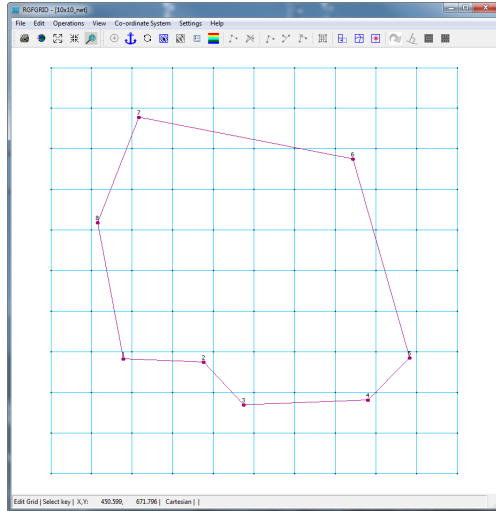 RGFGRID - [10x10_net]
File Edit Operations View Co-ordinate System Settings Help
7
6
8
1
2
5
3
4
Edit Grid | Select key | X,Y: 450.599, 671.796 | Cartesian | |